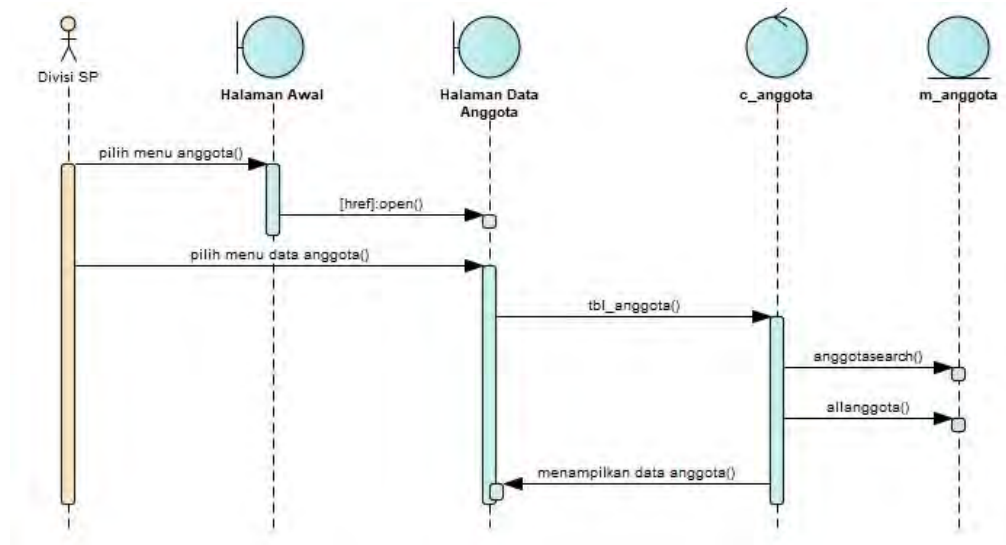 Divisi SP
Halaman Awal
Halaman Data
Anggota
c_anggota
m_anggota
pilih menu anggota()
[href]:open()
pilih menu data anggota()
tbl_anggota()
anggotasearch()
allanggota()
menampilkan data anggota()